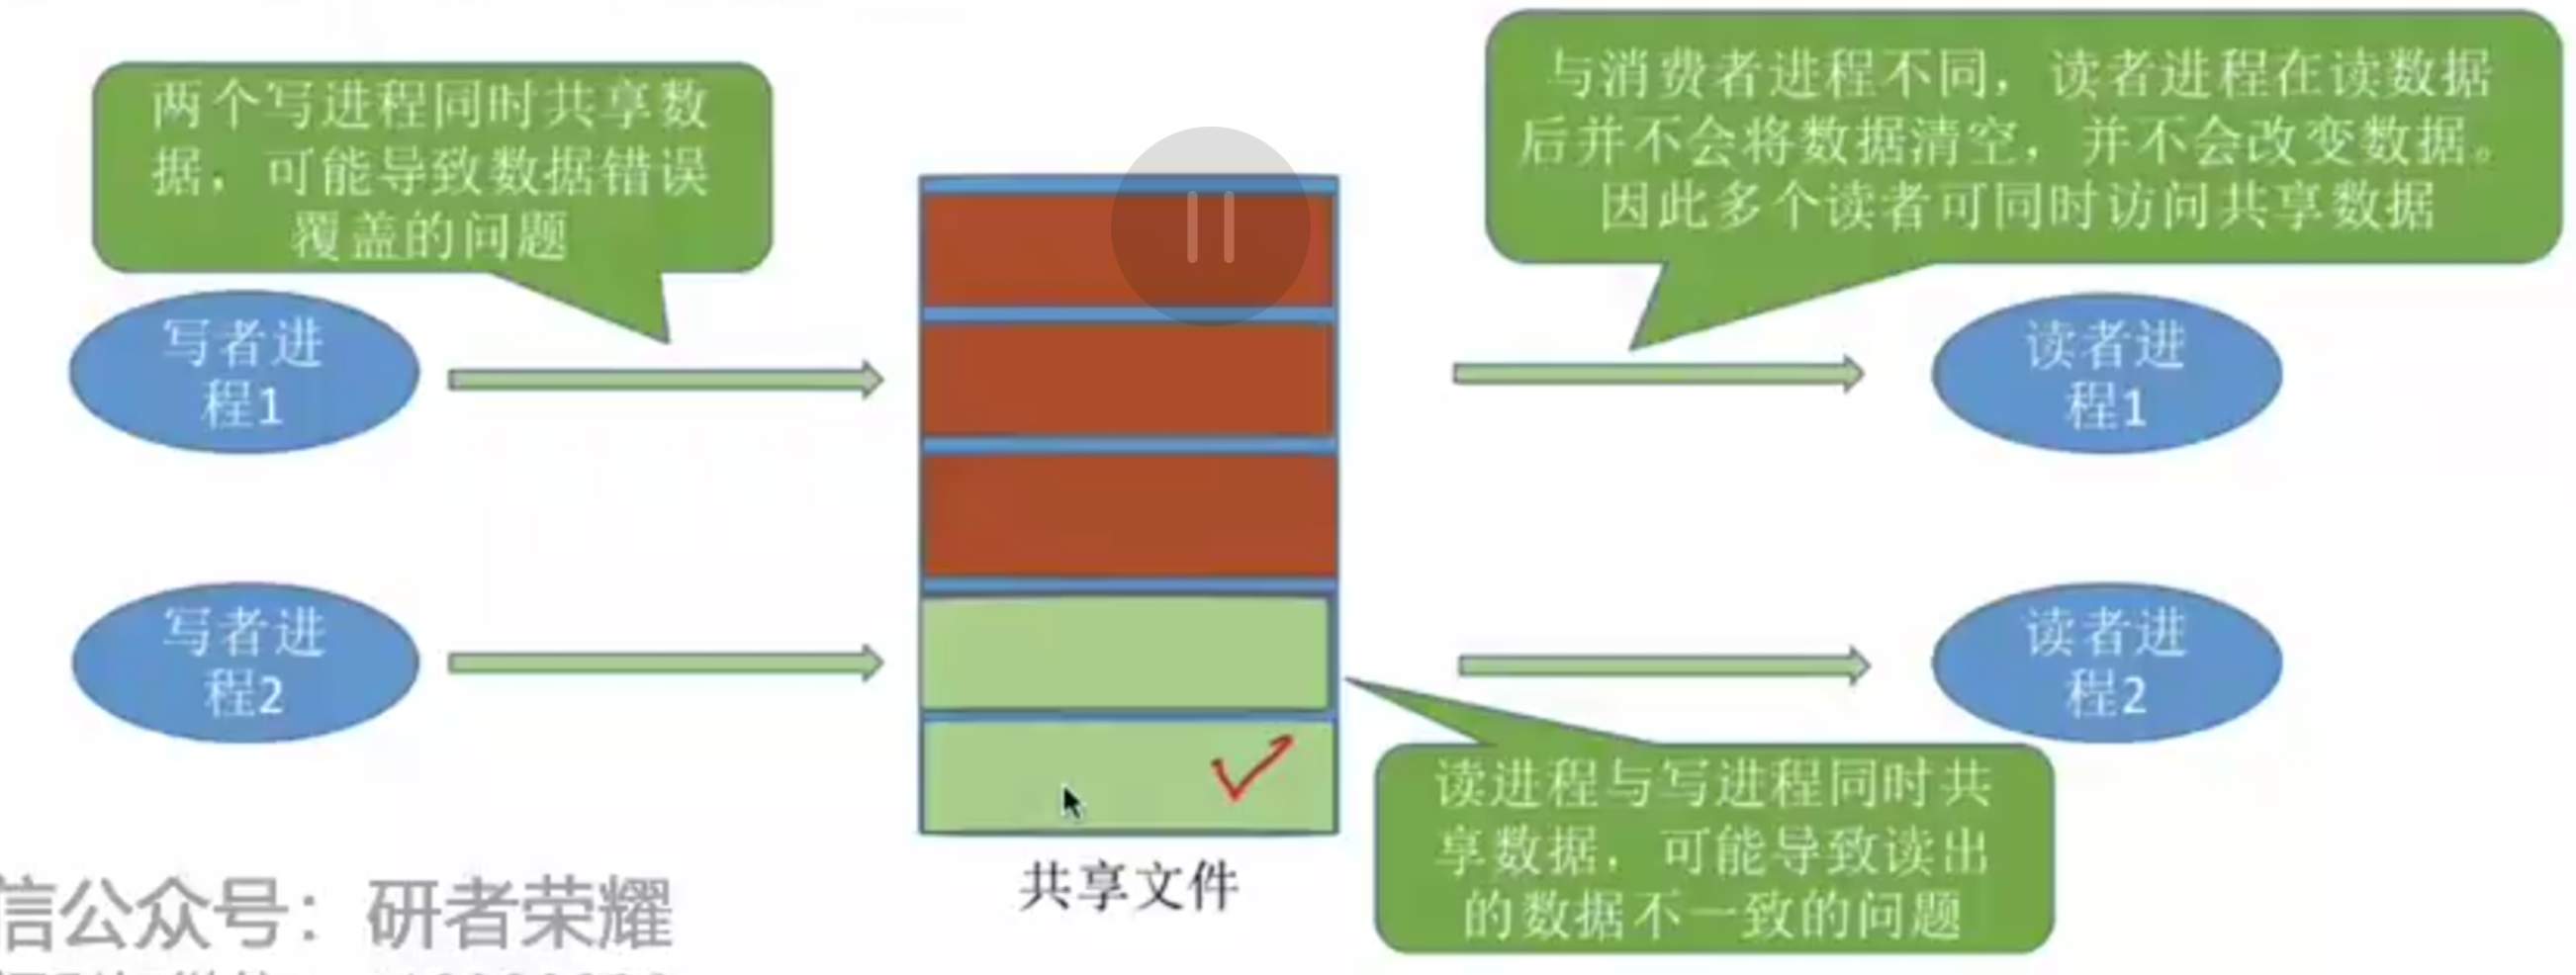 两个写进程同时共享数
据，可能导致数据错误
覆盖的问题
与消费者进程不同，读者进程在读数据
后并不会将数据清空，并不会改变数据。
因此多个读者可同时访问共享数据
写者进
程1
读者进
程1
写者进
程2
读者进
程2
读进程与写进程同时共
享数据，可能导致读出
的数据不一致的问题
共享文件
信公众号：研者荣耀